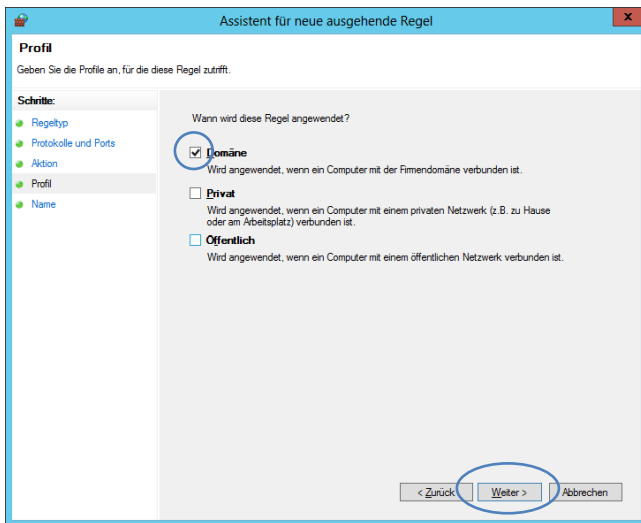 Assistent für neue ausgehende Regel
x
Profil
Geben Sie die Profile an, für die diese Regel zutrifft.
Schritte:
Regeltyp
Protokolle und Ports
Aktion
Profil
Name
Wann wird diese Regel angewendet?
Domäne
Wird angewendet, wenn ein Computer mit der Firmendomäne verbunden ist.
Privat
Wird angewendet, wenn ein Computer mit einem privaten Netzwerk (z.B. zu Hause
oder am Arbeitsplatz) verbunden ist.
Öffentlich
Wird angewendet, wenn ein Computer mit einem öffentlichen Netzwerk verbunden ist.
< Zurück Weiter > Abbrechen